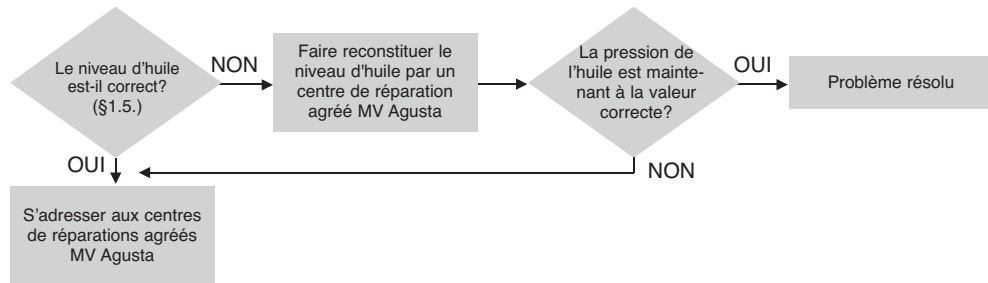 Le niveau d'huile
est-il correct?
(§1.5.)
NON
Faire reconstituer le
niveau d'huile par un
centre de réparation
agréé MV Agusta
La pression de
l'huile est mainte-
nant à la valeur
correcte?
OUI
Problème résolu
OUI
NON
S'adresser aux centres
de réparations agréés
MV Agusta